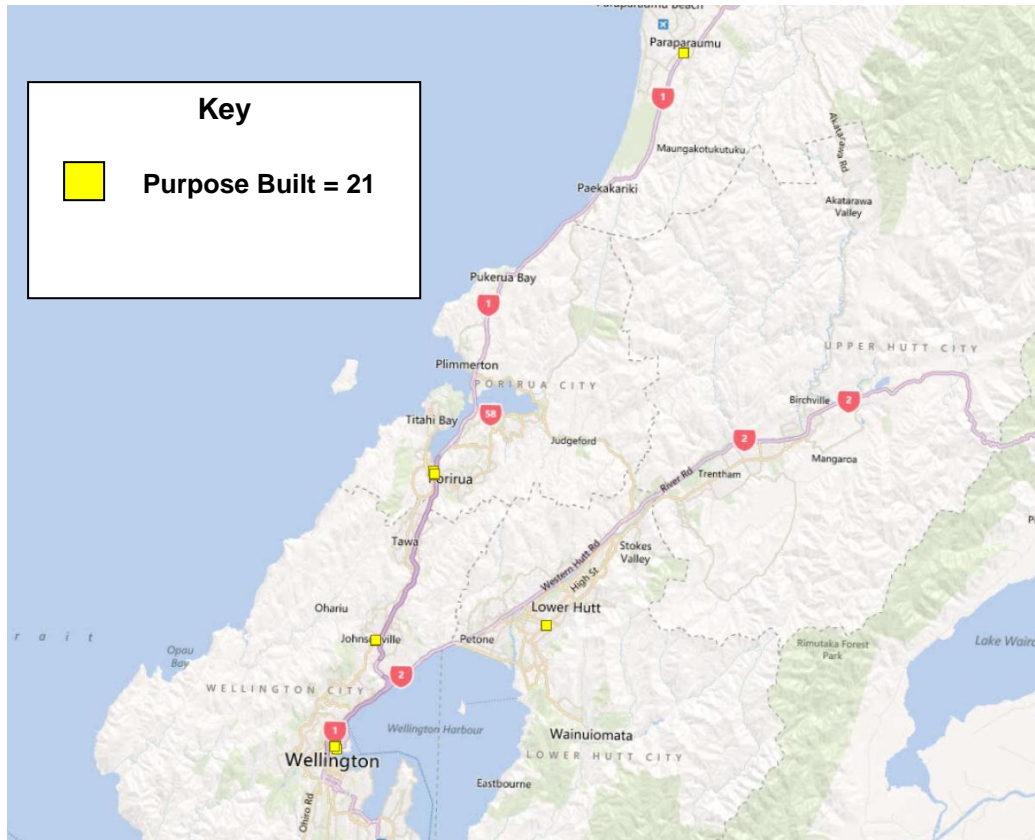 Paraparaumu Beach
Paraparaumu
1
Key
Purpose Built = 21
Akatarawa Rd
Maungakotukutuku
Paekakariki
Akatarawa
Valley
Pukerua Bay
1
UPPER HUTT CITY
Plimmerton
PORIRUA CITY
Birchville
2
Titahi Bay
58
Judgeford
2
Mangaroa
Trentham
River Rd
Porirua
Tawa
Stokes
Valley
Western Hutt Rd
High St
Ohariu
Lower Hutt
rait
Johnsonville
Petone
Rimutaka Forest
Park
Opau
Bay
2
WELLINGTON CITY
1
Wellington Harbour
Wainuiomata
Wellington
LOWER HUTT CITY
Eastbourne
Ohiro Rd